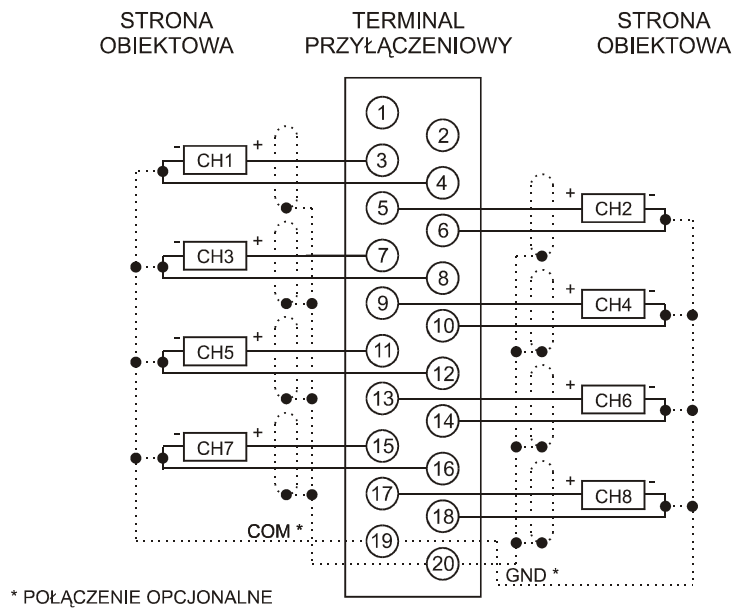 STRONA
OBIEKTOWA
TERMINAL
PRZYŁĄCZENIOWY
STRONA
OBIEKTOWA
1
2
- CH1 + 3
4
5 + CH2 -
6
- CH3 + 7
8
9 + CH4 -
10
- CH5 + 11
12
13 + CH6 -
14
- CH7 + 15
16
17 + CH8 -
18
COM * 19
20 GND *
* POŁĄCZENIE OPCJONALNE